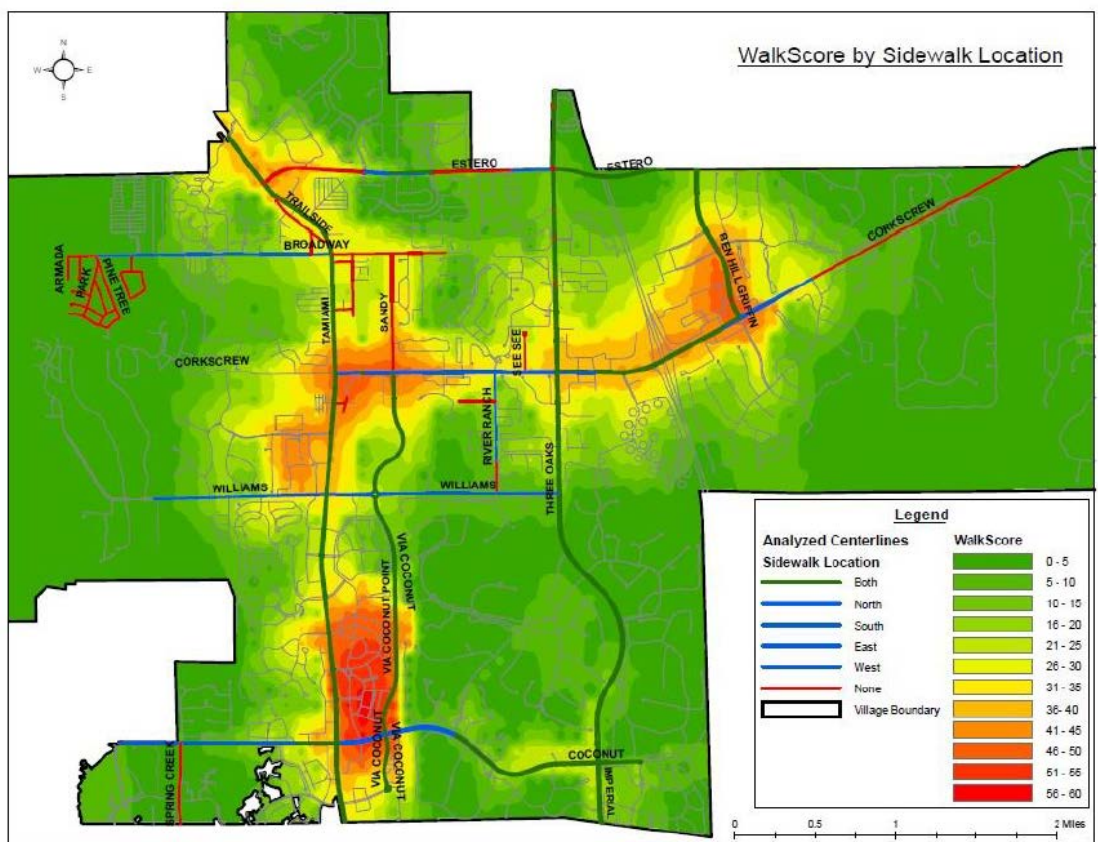 WalkScore by Sidewalk Location
N
W E
S
ESTERO
ESTERO
TRAILSIDE
BROADWAY
CORKSCREW
BEN HILL GRIFFIN
ARMADA
PARK
PINE TREE
TAMIAMI
SANDY
SEE SEE
CORKSCREW
RIVER RANCH
THREE OAKS
WILLIAMS
WILLIAMS
VIA COCONUT
VIA COCONUT POINT
VIA COCONUT
VIA COCONUT
COCONUT
IMPERIAL
SPRING CREEK
Legend
Analyzed Centerlines
Sidewalk Location
Both
North
South
East
West
None
Village Boundary
WalkScore
0 - 5
5 - 10
10 - 15
16 - 20
21 - 25
26 - 30
31 - 35
36 - 40
41 - 45
46 - 50
51 - 55
56 - 60
0 0.5 1 2 Miles